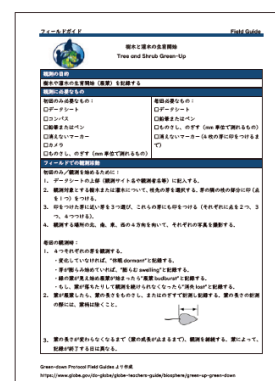 フィールドガイド Field Guide
樹木と灌木の生育開始
Tree and Shrub Green-Up
観測の目的
樹木や灌木の生育開始（展葉）を記録する
観測に必要なもの
初回のみ必要なもの： 毎回必要なもの：
□データシート □データシート
□コンパス □鉛筆またはペン
□鉛筆またはペン □ものさし、のぎす（mm 単位で測れるもの）
□消えないマーカー □消えないマーカー（4 枚の芽に印をつけるま
□カメラ で）
□ものさし、のぎす（mm 単位で測れるもの）
フィールドでの観測活動
初回のみ／観測を始めるために：
1. データシートの上部（観測サイト名や観測者名等）に記入する。
2. 観測対象とする樹木または灌木について、枝先の芽を選択する。芽の隣の枝の部分に印（点
を１つ）をつける。
3. 印をつけた芽に近い芽を３つ選び、これらの芽にも印をつける（それぞれに点を２つ、３
つ、４つつける）。
4. 観測する場所の北、南、東、西の４方向を向いて、それぞれの写真を撮影する。
毎回の観測時：
1. ４つそれぞれの芽を観測する。
・変化していなければ、“休眠 dormant”と記録する。
・芽が膨らみ始めていれば、“膨らむ swelling”と記録する。
・緑の葉が見え始め展葉が始まったら“展葉 budburst”と記録する。
・もし、芽が落ちたりして観測を続けられなくなったら“消失 lost”と記録する。
2. 葉が展葉したら、葉の長さをものさし、またはのぎすで計測し記録する。葉の長さの計測
の際には、葉柄は除くこと。
3. 葉の長さが変わらなくなるまで（葉の成長が止まるまで）、観測を継続する。葉によって、
記録が終了する日は異なる。
Green-down Protocol Field Guides より作成
https://www.globe.gov/do-globe/globe-teachers-guide/biosphere/green-up-green-down